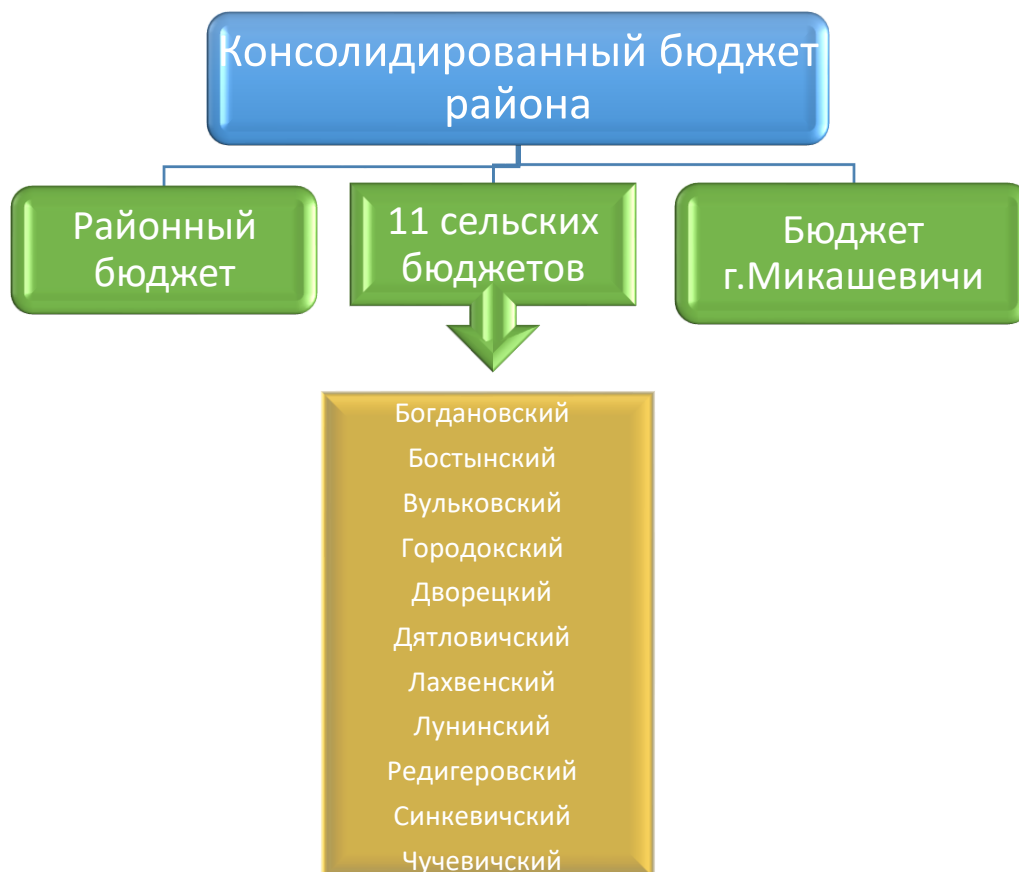 Консолидированный бюджет
района
Районный
бюджет
11 сельских
бюджетов
Бюджет
г.Микашевичи
Богдановский
Бостынский
Вульковский
Городокский
Дворецкий
Дятловичский
Лахвенский
Лунинский
Редигеровский
Синкевичский
Чучевичский